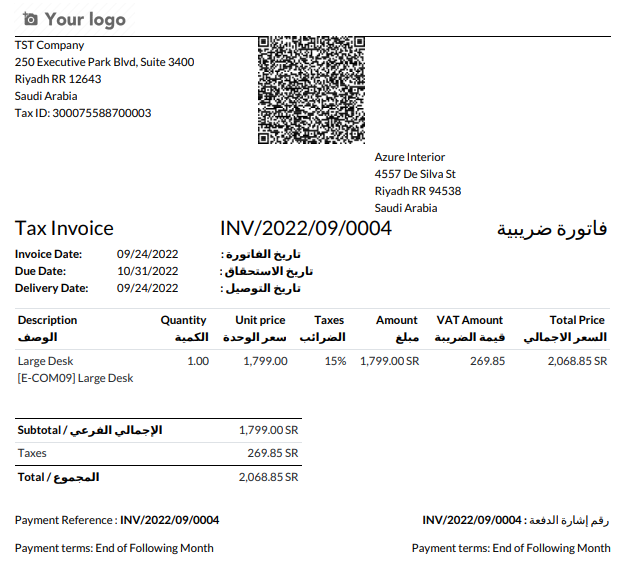 Your logo
TST Company
250 Executive Park Blvd, Suite 3400
Riyadh RR 12643
Saudi Arabia
Tax ID: 300075588700003
Azure Interior
4557 De Silva St
Riyadh RR 94538
Saudi Arabia
Tax Invoice INV/2022/09/0004 فاتورة ضريبية
Invoice Date: 09/24/2022 تاريخ الفاتورة :
Due Date: 10/31/2022 تاريخ الاستحقاق :
Delivery Date: 09/24/2022 تاريخ التوصيل :
Description Quantity Unit price Taxes Amount VAT Amount Total Price
الوصف الكمية سعر الوحدة الضرائب مبلغ قيمة الضريبة السعر الاجمالي
Large Desk 1.00 1,799.00 15% 1,799.00 SR 269.85 2,068.85 SR
[E-COM09] Large Desk
Subtotal / الإجمالي الفرعي 1,799.00 SR
Taxes 269.85 SR
Total / المجموع 2,068.85 SR
Payment Reference : INV/2022/09/0004 رقم إشارة الدفعة : INV/2022/09/0004
Payment terms: End of Following Month Payment terms: End of Following Month